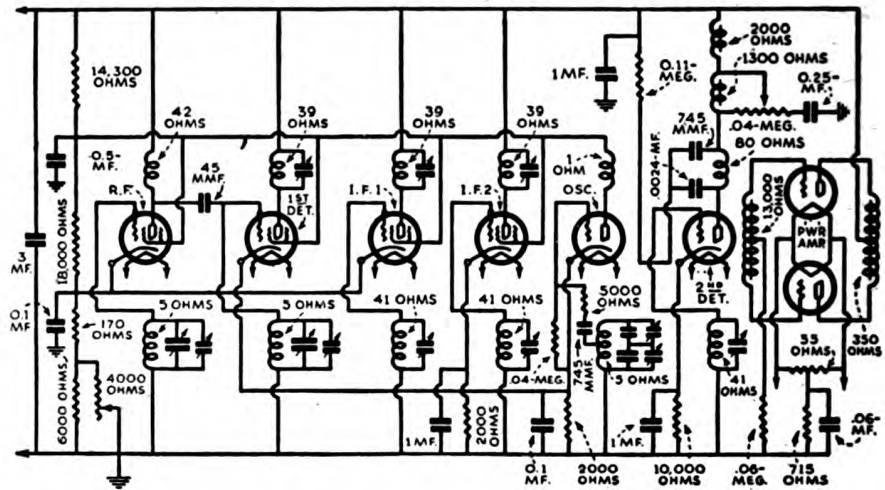 2000
OHMS
1300 OHMS
0.25-
MF.
14,300
OHMS
1 MF.
0.11-
MEG.
42
OHMS
39
OHMS
39
OHMS
39
OHMS
745
MMF.
.04-MEG.
80 OHMS
0.5-
MF.
45
MMF.
1
OHM
.0024-MF.
R.F.
1ST
DET.
I.F.1
I.F.2
OSC.
13,000
OHMS
PWR
AMR
18,000 OHMS
3
MF.
2ND
DET.
0.1
MF
170
OHMS
5 OHMS
5 OHMS
41 OHMS
41 OHMS
5000
OHMS
350
OHMS
35
OHMS
745-
MMF.
5 OHMS
41
OHMS
6000 OHMS
4000
OHMS
.04-MEG.
1 MF.
2000
OHMS
0.1
MF.
2000
OHMS
1 MF.
10,000
OHMS
.06-
MEG.
715
OHMS
.06-
MF.